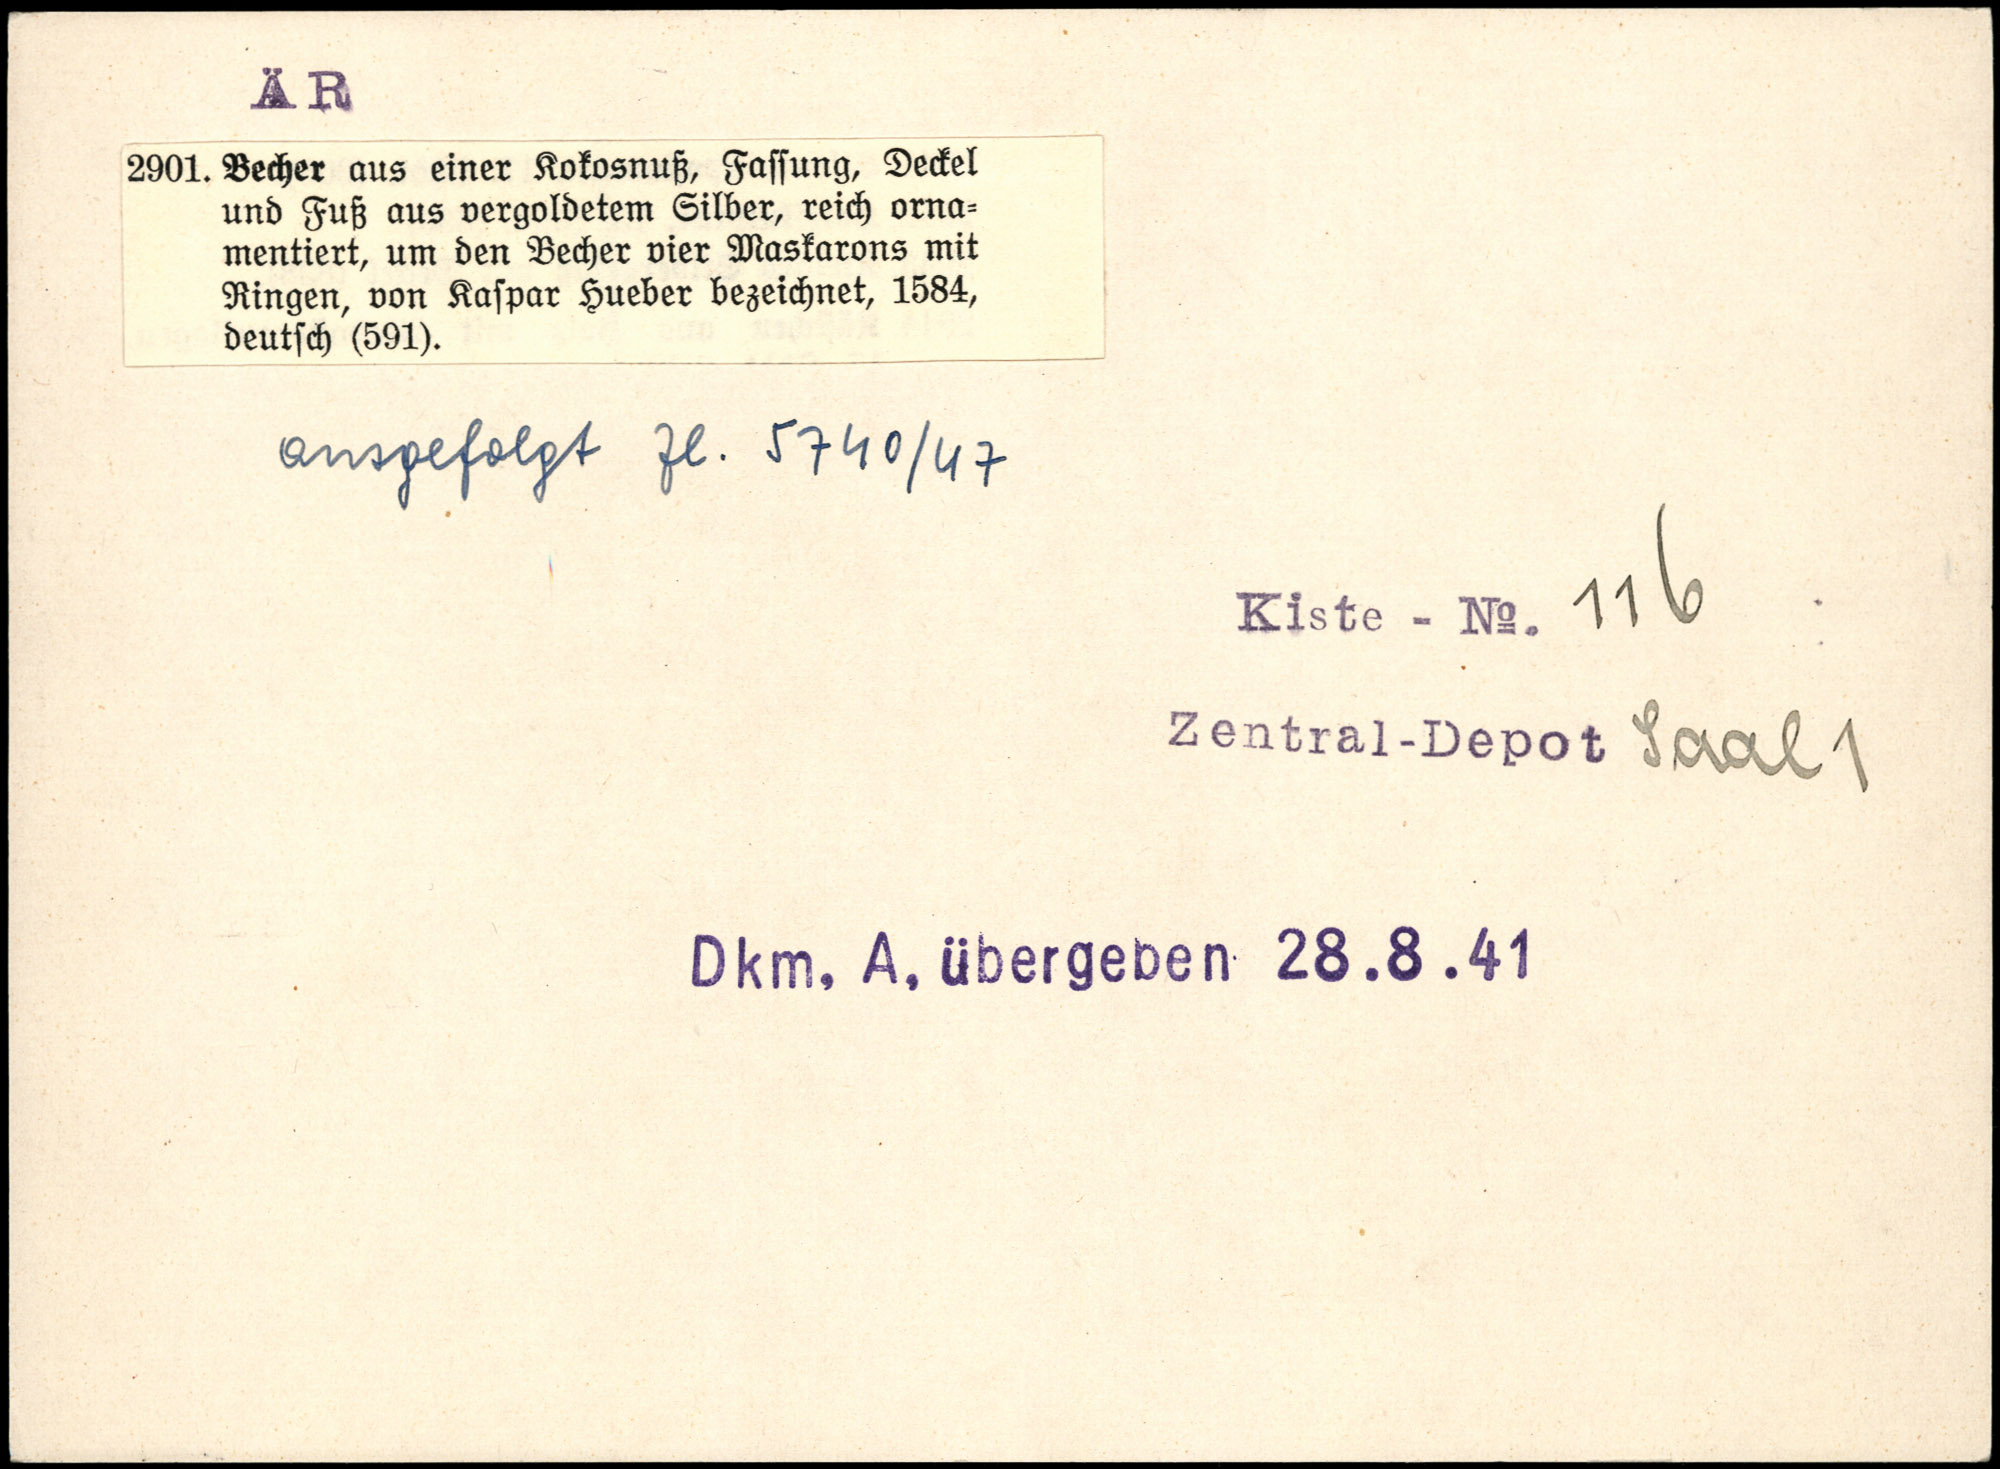 ÄR
2901. Becher aus einer Kokosnuß, Fassung, Deckel
und Fuß aus vergoldetem Silber, reich orna-
mentiert, um den Becher vier Maskarons mit
Ringen, von Kaspar Hueber bezeichnet, 1584,
deutsch (591).
ausgefolgt Zl. 5740/47
Kiste - No. 116
Zentral-Depot Saal 1
Dkm. A. übergeben 28.8.41